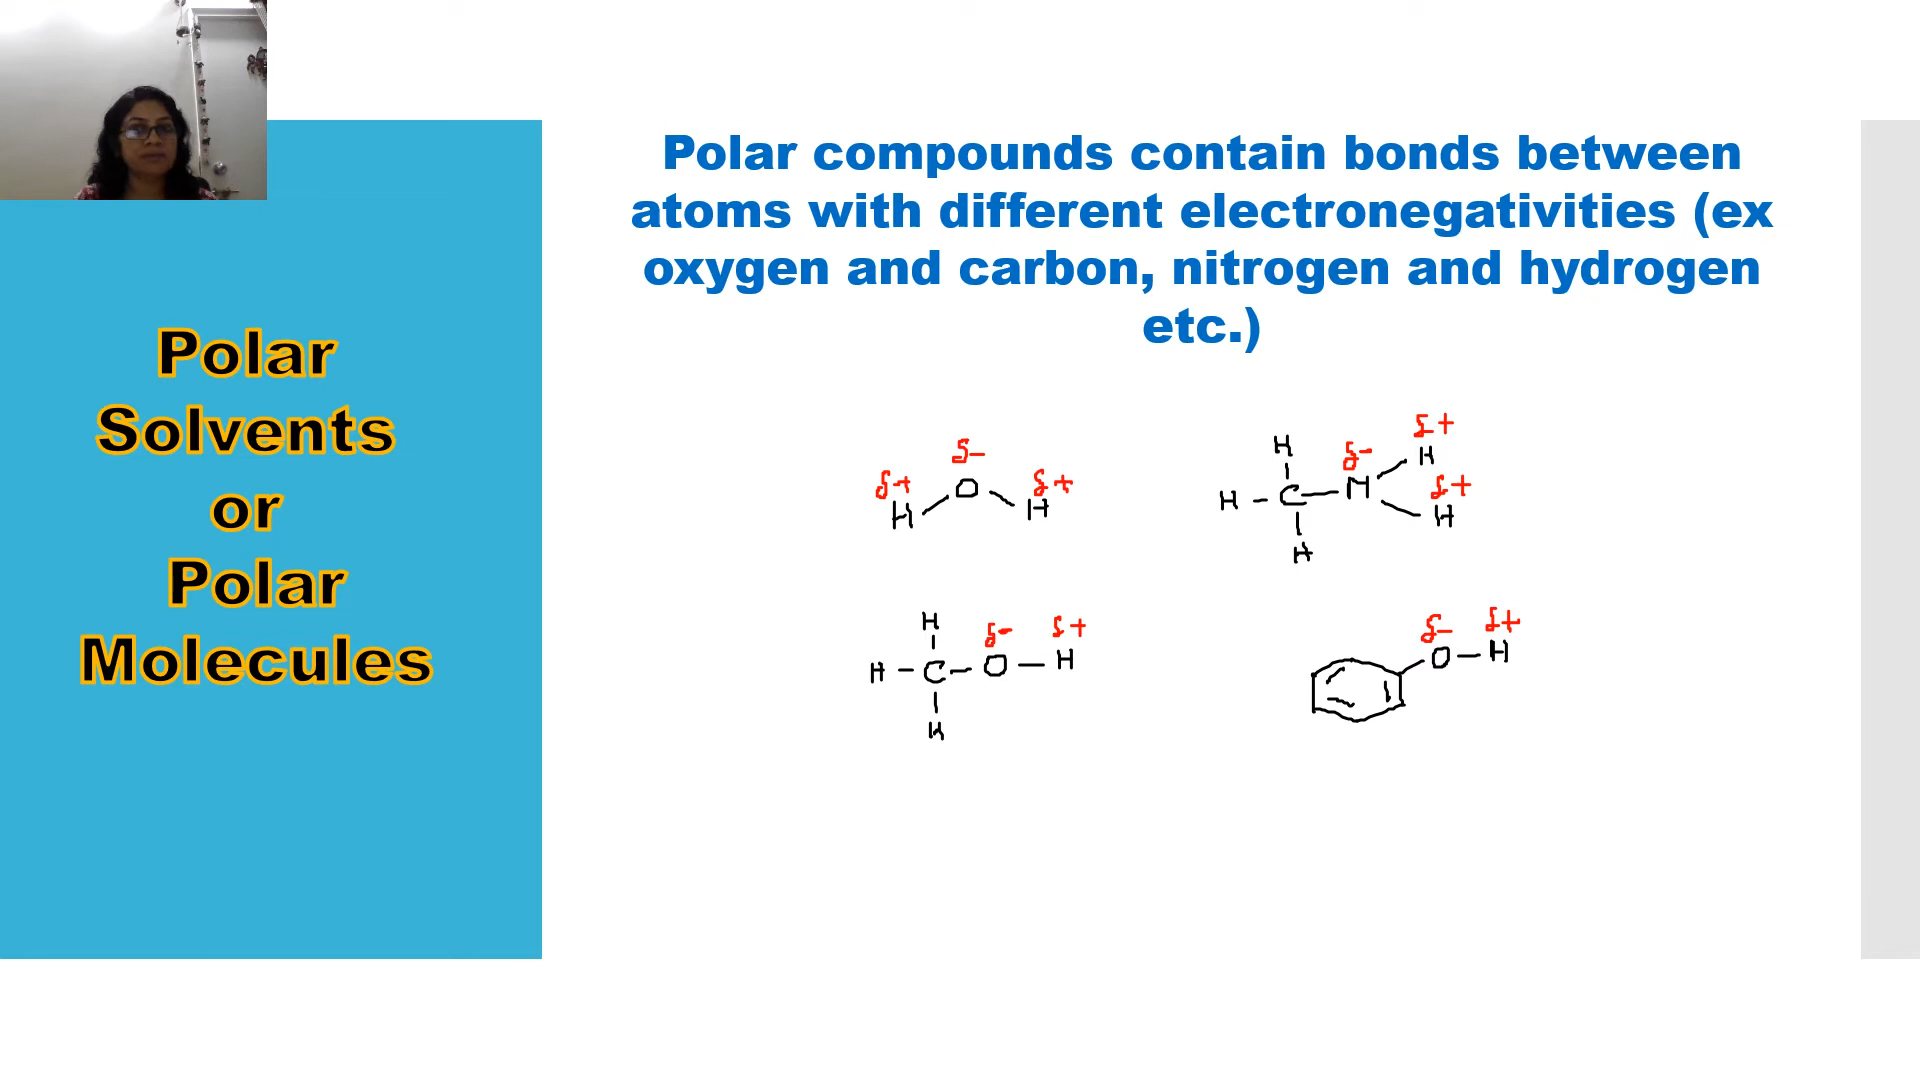 Polar
Solvents
or
Polar
Molecules
Polar compounds contain bonds between
atoms with different electronegativities (ex
oxygen and carbon, nitrogen and hydrogen
etc.)
δ-
δ+ δ+
H O H
H δ- δ+
H
H - C - N δ+
H
H
H δ- δ+
H - C - O - H
H
δ- δ+
O - H